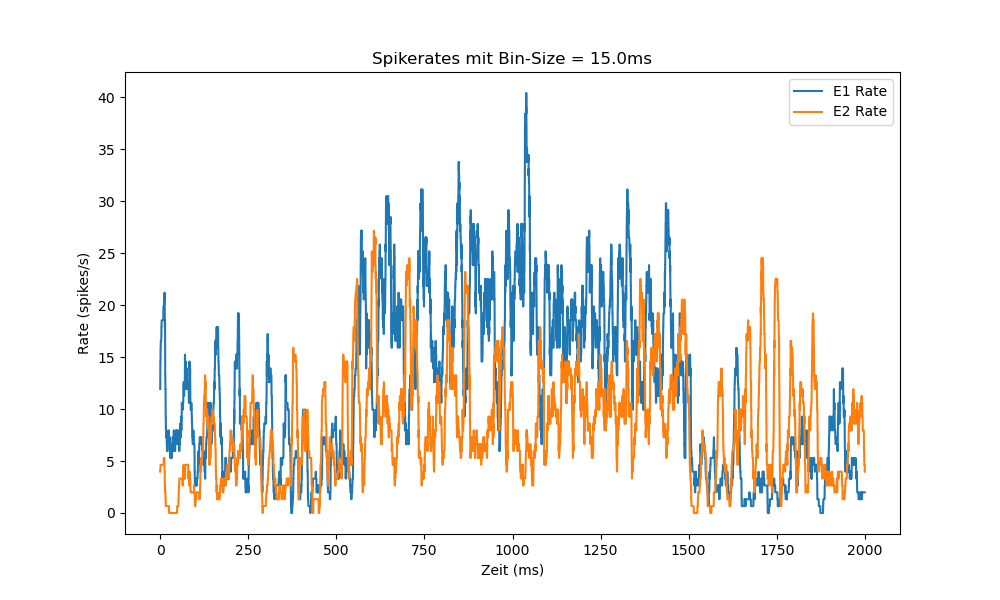 Spikerates mit Bin-Size = 15.0ms
E1 Rate
E2 Rate
Rate (spikes/s)
40
35
30
25
20
15
10
5
0
0 250 500 750 1000 1250 1500 1750 2000
Zeit (ms)